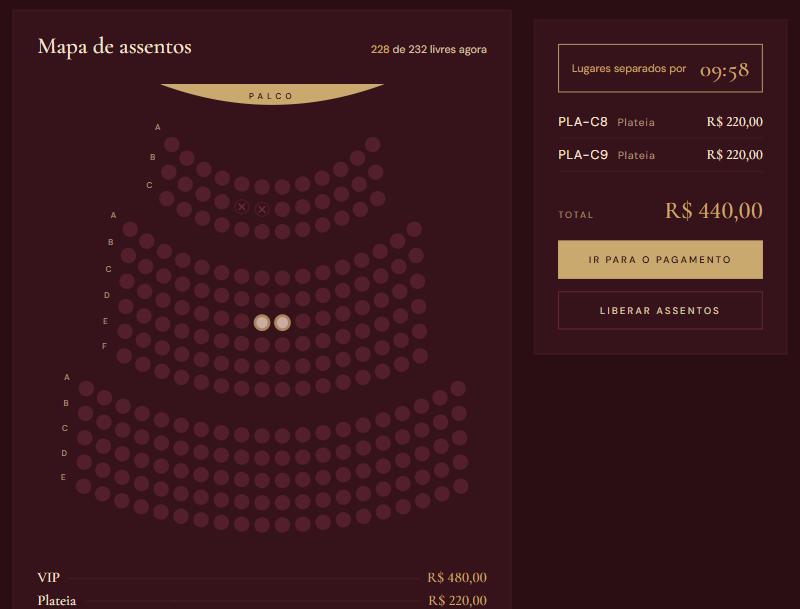 Mapa de assentos
228 de 232 livres agora
PALCO
A
B
C
A
B
C
D
E
F
A
B
C
D
E
VIP R$ 480,00
Plateia R$ 220,00
Lugares separados por 09:58
PLA-C8 Plateia R$ 220,00
PLA-C9 Plateia R$ 220,00
TOTAL R$ 440,00
IR PARA O PAGAMENTO
LIBERAR ASSENTOS